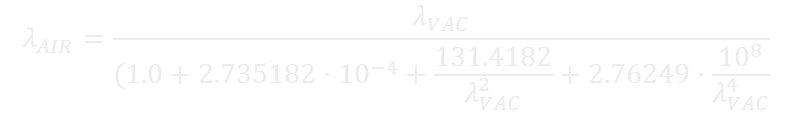 λ_AIR = λ_VAC / (1.0 + 2.735182 · 10^−4 + 131.4182 / λ_VAC^2 + 2.76249 · 10^8 / λ_VAC^4